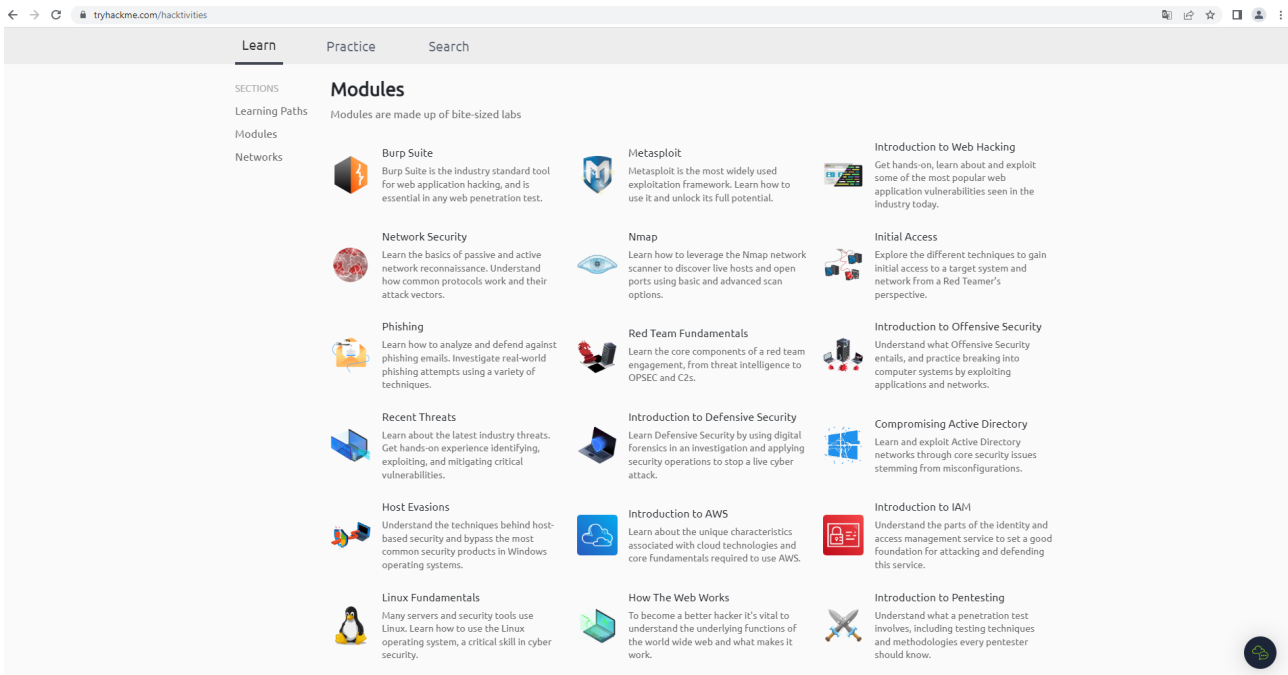 tryhackme.com/hacktivities
Learn
Practice
Search
SECTIONS
Learning Paths
Modules
Networks
Modules
Modules are made up of bite-sized labs
Burp Suite
Burp Suite is the industry standard tool
for web application hacking, and is
essential in any web penetration test.
Metasploit
Metasploit is the most widely used
exploitation framework. Learn how to
use it and unlock its full potential.
Introduction to Web Hacking
Get hands-on, learn about and exploit
some of the most popular web
application vulnerabilities seen in the
industry today.
Network Security
Learn the basics of passive and active
network reconnaissance. Understand
how common protocols work and their
attack vectors.
Nmap
Learn how to leverage the Nmap network
scanner to discover live hosts and open
ports using basic and advanced scan
options.
Initial Access
Explore the different techniques to gain
initial access to a target system and
network from a Red Teamer's
perspective.
Phishing
Learn how to analyze and defend against
phishing emails. Investigate real-world
phishing attempts using a variety of
techniques.
Red Team Fundamentals
Learn the core components of a red team
engagement, from threat intelligence to
OPSEC and C2s.
Introduction to Offensive Security
Understand what Offensive Security
entails, and practice breaking into
computer systems by exploiting
applications and networks.
Recent Threats
Learn about the latest industry threats.
Get hands-on experience identifying,
exploiting, and mitigating critical
vulnerabilities.
Introduction to Defensive Security
Learn Defensive Security by using digital
forensics in an investigation and applying
security operations to stop a live cyber
attack.
Compromising Active Directory
Learn and exploit Active Directory
networks through core security issues
stemming from misconfigurations.
Host Evasions
Understand the techniques behind host-
based security and bypass the most
common security products in Windows
operating systems.
Introduction to AWS
Learn about the unique characteristics
associated with cloud technologies and
core fundamentals required to use AWS.
Introduction to IAM
Understand the parts of the identity and
access management service to set a good
foundation for attacking and defending
this service.
Linux Fundamentals
Many servers and security tools use
Linux. Learn how to use the Linux
operating system, a critical skill in cyber
security.
How The Web Works
To become a better hacker it's vital to
understand the underlying functions of
the world wide web and what makes it
work.
Introduction to Pentesting
Understand what a penetration test
involves, including testing techniques
and methodologies every pentester
should know.